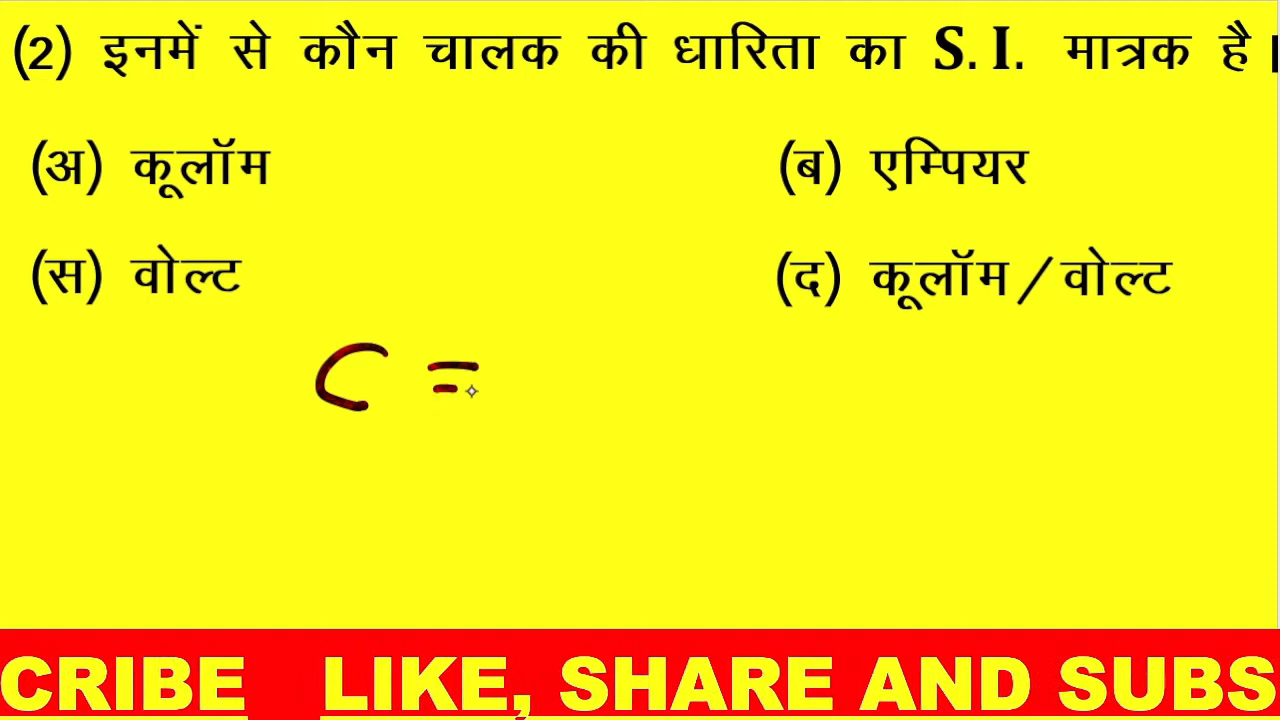 (2) इनमें से कौन चालक की धारिता का S.I. मात्रक है।
(अ) कूलॉम (ब) एम्पियर
(स) वोल्ट (द) कूलॉम/वोल्ट
C =
CRIBE LIKE, SHARE AND SUBS